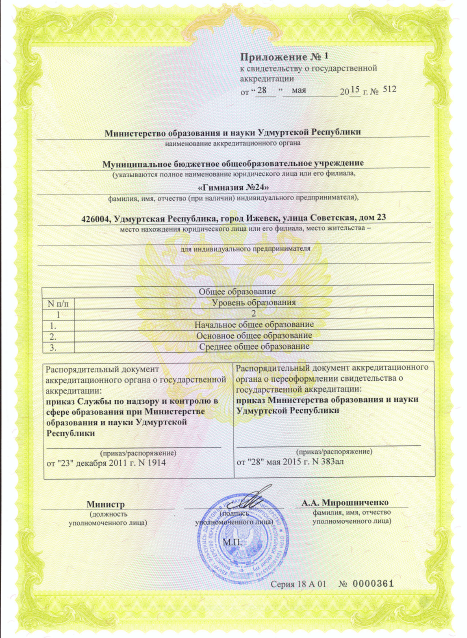 Приложение № 1
к свидетельству о государственной
аккредитации
от “ 28 ” мая 2015 г. № 512
Министерство образования и науки Удмуртской Республики
наименование аккредитационного органа
Муниципальное бюджетное общеобразовательное учреждение
(указываются полное наименование юридического лица или его филиала,
«Гимназия №24»
фамилия, имя, отчество (при наличии) индивидуального предпринимателя),
426004, Удмуртская Республика, город Ижевск, улица Советская, дом 23
место нахождения юридического лица или его филиала, место жительства –
для индивидуального предпринимателя
Общее образование
N п/п Уровень образования
1 2
1. Начальное общее образование
2. Основное общее образование
3. Среднее общее образование
Распорядительный документ
аккредитационного органа о государственной
аккредитации:
приказ Службы по надзору и контролю в
сфере образования при Министерстве
образования и науки Удмуртской
Республики
(приказ/распоряжение)
от "23" декабря 2011 г. N 1914
Распорядительный документ аккредитационного
органа о переоформлении свидетельства о
государственной аккредитации:
приказ Министерства образования и науки
Удмуртской Республики
(приказ/распоряжение)
от "28" мая 2015 г. N 383ал
Министр А.А. Мирошниченко
(должность (подпись фамилия, имя, отчество
уполномоченного лица) уполномоченного лица) уполномоченного лица)
М.П.
Серия 18 А 01 № 0000361